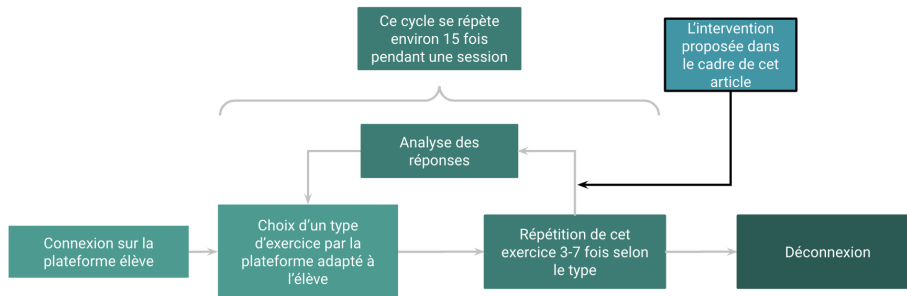 Ce cycle se répète
environ 15 fois
pendant une session
L'intervention
proposée dans
le cadre de cet
article
Analyse des
réponses
Connexion sur la
plateforme élève
Choix d'un type
d'exercice par la
plateforme adapté à
l'élève
Répétition de cet
exercice 3-7 fois selon
le type
Déconnexion